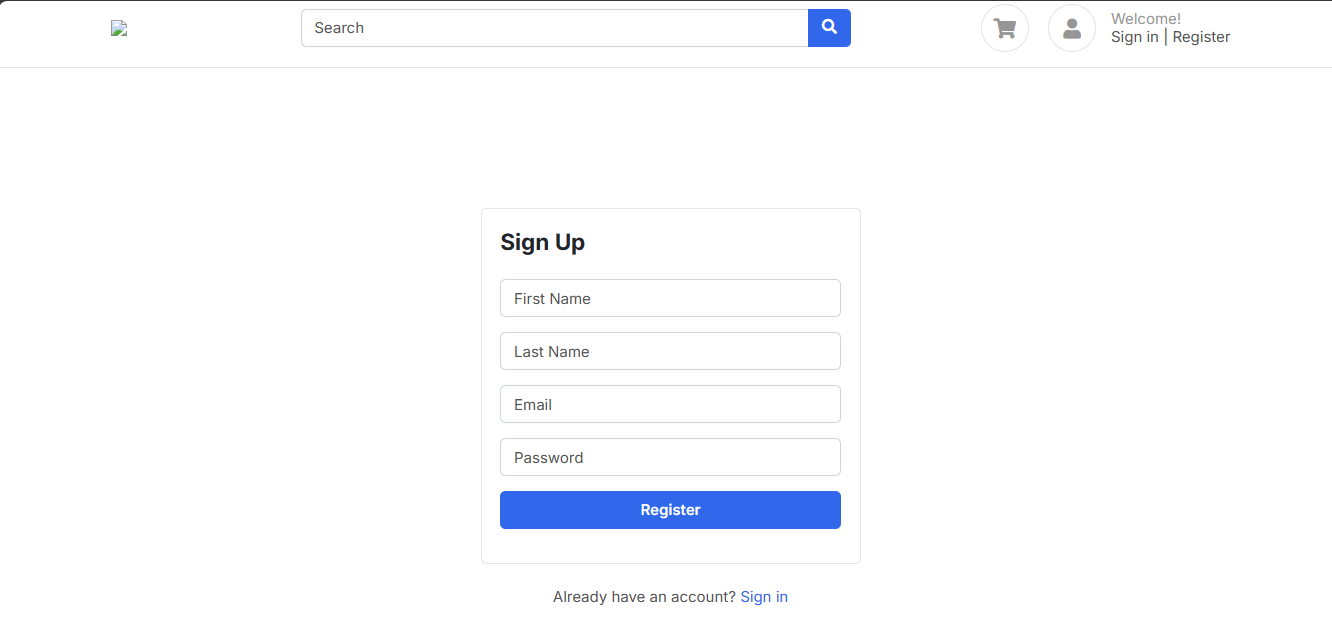 Search
Welcome!
Sign in | Register
Sign Up
First Name
Last Name
Email
Password
Register
Already have an account? Sign in